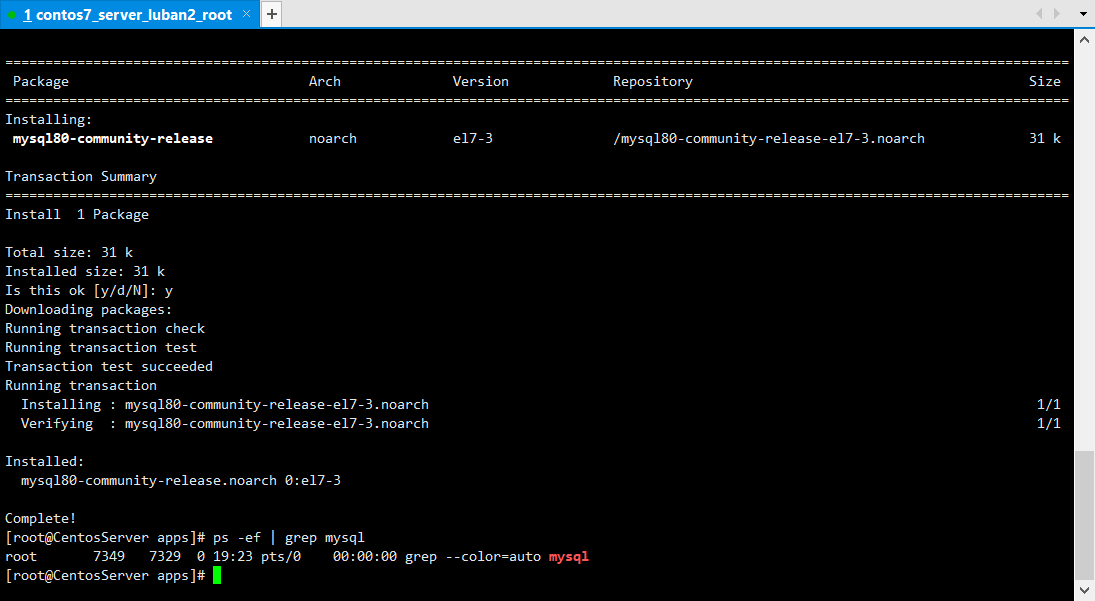 1 contos7_server_luban2_root × +
================================================================================
Package Arch Version Repository Size
================================================================================
Installing:
mysql80-community-release noarch el7-3 /mysql80-community-release-el7-3.noarch 31 k
Transaction Summary
================================================================================
Install 1 Package
Total size: 31 k
Installed size: 31 k
Is this ok [y/d/N]: y
Downloading packages:
Running transaction check
Running transaction test
Transaction test succeeded
Running transaction
Installing : mysql80-community-release-el7-3.noarch 1/1
Verifying : mysql80-community-release-el7-3.noarch 1/1
Installed:
mysql80-community-release.noarch 0:el7-3
Complete!
[root@CentosServer apps]# ps -ef | grep mysql
root 7349 7329 0 19:23 pts/0 00:00:00 grep --color=auto mysql
[root@CentosServer apps]#